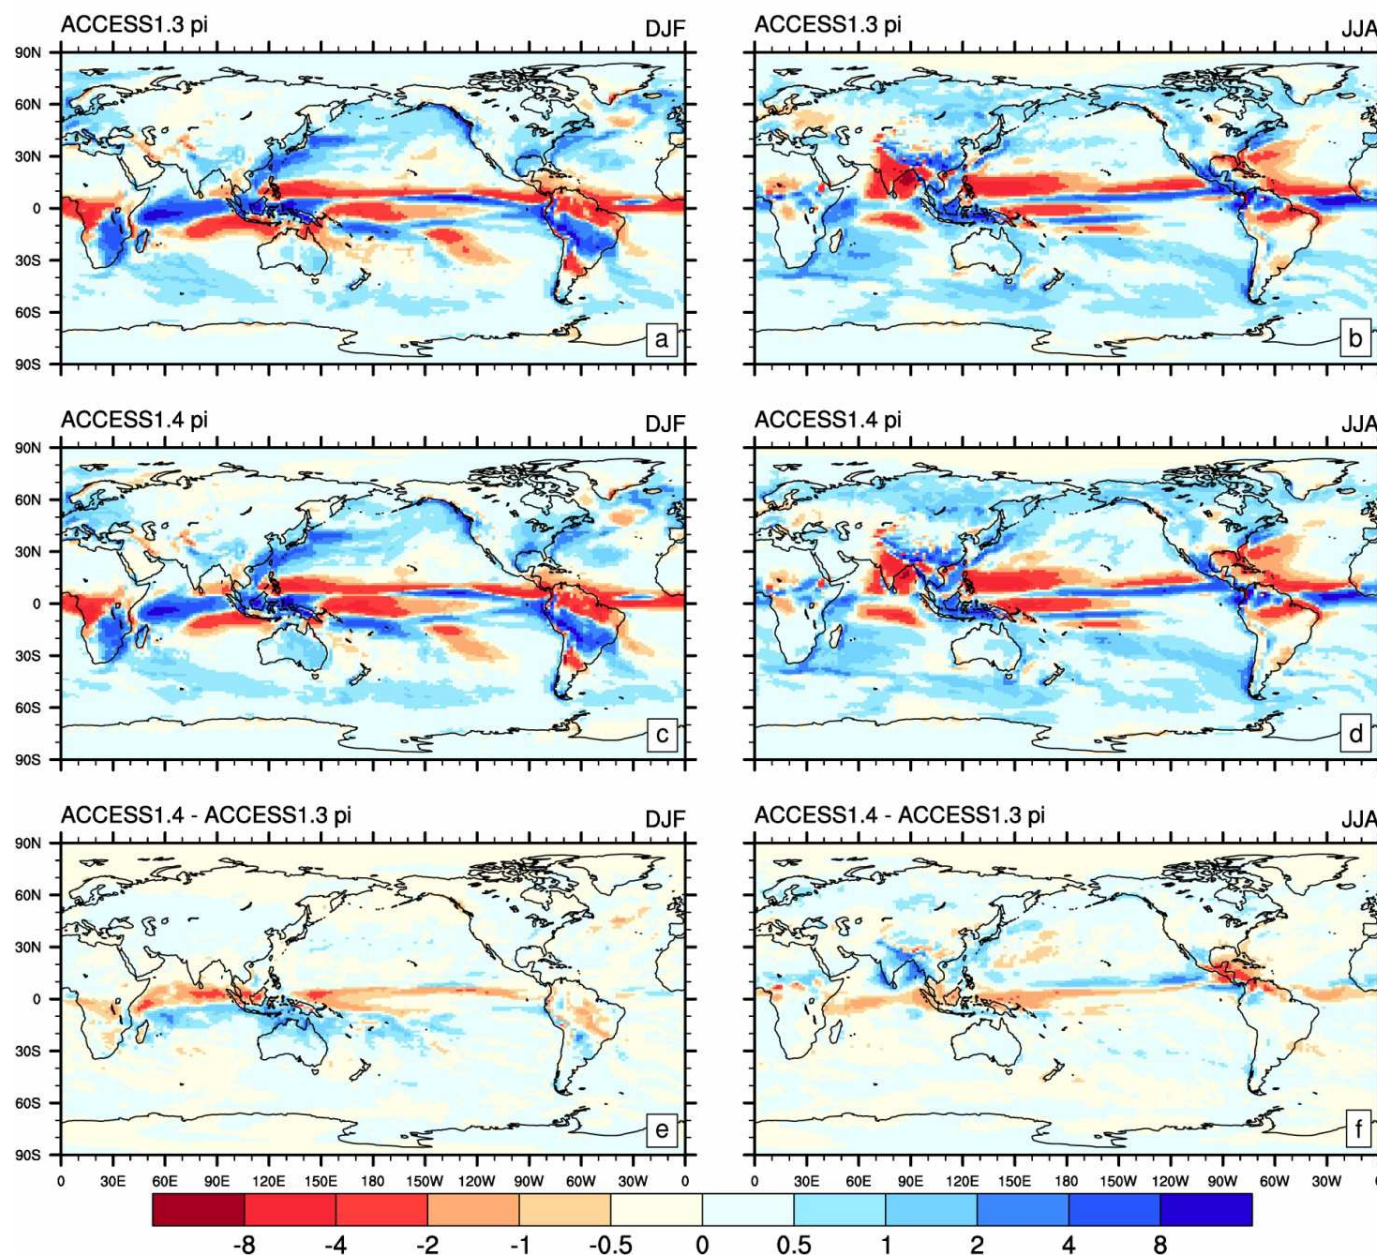 ACCESS1.3 pi DJF ACCESS1.3 pi JJA
90N
60N
30N
0
30S
60S
90S
a b
ACCESS1.4 pi DJF ACCESS1.4 pi JJA
90N
60N
30N
0
30S
60S
90S
c d
ACCESS1.4 - ACCESS1.3 pi DJF ACCESS1.4 - ACCESS1.3 pi JJA
90N
60N
30N
0
30S
60S
90S
e f
0 30E 60E 90E 120E 150E 180 150W 120W 90W 60W 30W 0 0 30E 60E 90E 120E 150E 180 150W 120W 90W 60W 30W 0
-8 -4 -2 -1 -0.5 0 0.5 1 2 4 8